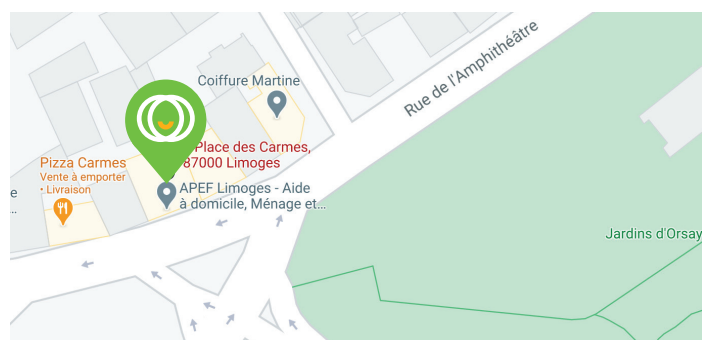 Coiffure Martine
Rue de l'Amphithéâtre
Place des Carmes,
87000 Limoges
Pizza Carmes
Vente à emporter
• Livraison
APEF Limoges - Aide
à domicile, Ménage et...
e
...
Jardins d'Orsay